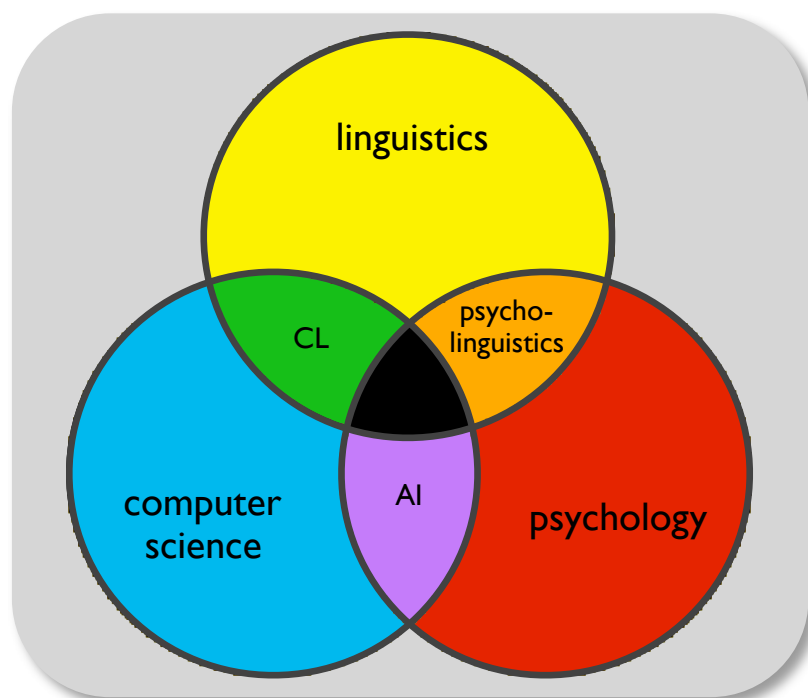 linguistics
CL
psycho-
linguistics
computer
science
AI
psychology